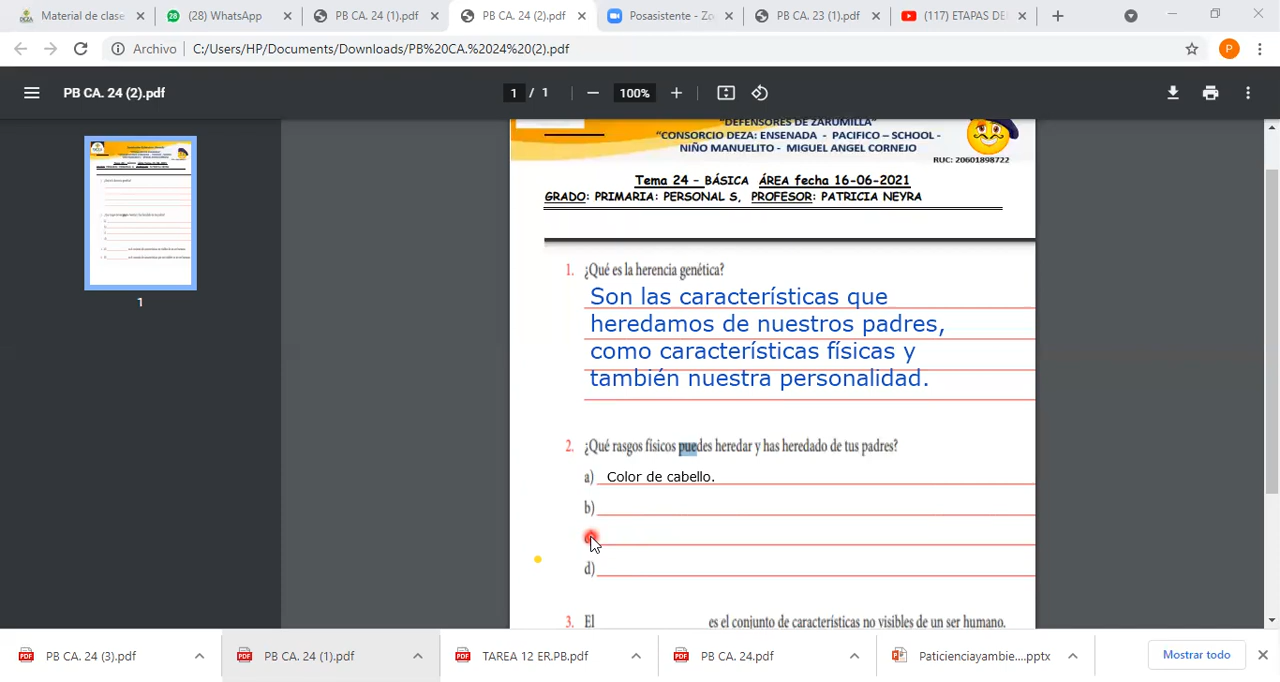 Material de clase
(28) WhatsApp
PB CA. 24 (1).pdf
PB CA. 24 (2).pdf
Posasistente - Zo
PB CA. 23 (1).pdf
(117) ETAPAS DE
Archivo C:/Users/HP/Documents/Downloads/PB%20CA.%2024%20(2).pdf
P
PB CA. 24 (2).pdf
1 / 1
100%
1
"DEFENSORES DE ZARUMILLA"
"CONSORCIO DEZA: ENSENADA - PACIFICO – SCHOOL -
NIÑO MANUELITO - MIGUEL ANGEL CORNEJO
RUC: 20601898722
Tema 24 – BÁSICA ÁREA fecha 16-06-2021
GRADO: PRIMARIA: PERSONAL S, PROFESOR: PATRICIA NEYRA
1. ¿Qué es la herencia genética?
Son las características que
heredamos de nuestros padres,
como características físicas y
también nuestra personalidad.
2. ¿Qué rasgos físicos puedes heredar y has heredado de tus padres?
a) Color de cabello.
b)
d)
3. El es el conjunto de características no visibles de un ser humano.
PB CA. 24 (3).pdf
PB CA. 24 (1).pdf
TAREA 12 ER.PB.pdf
PB CA. 24.pdf
Paticienciayambie....pptx
Mostrar todo